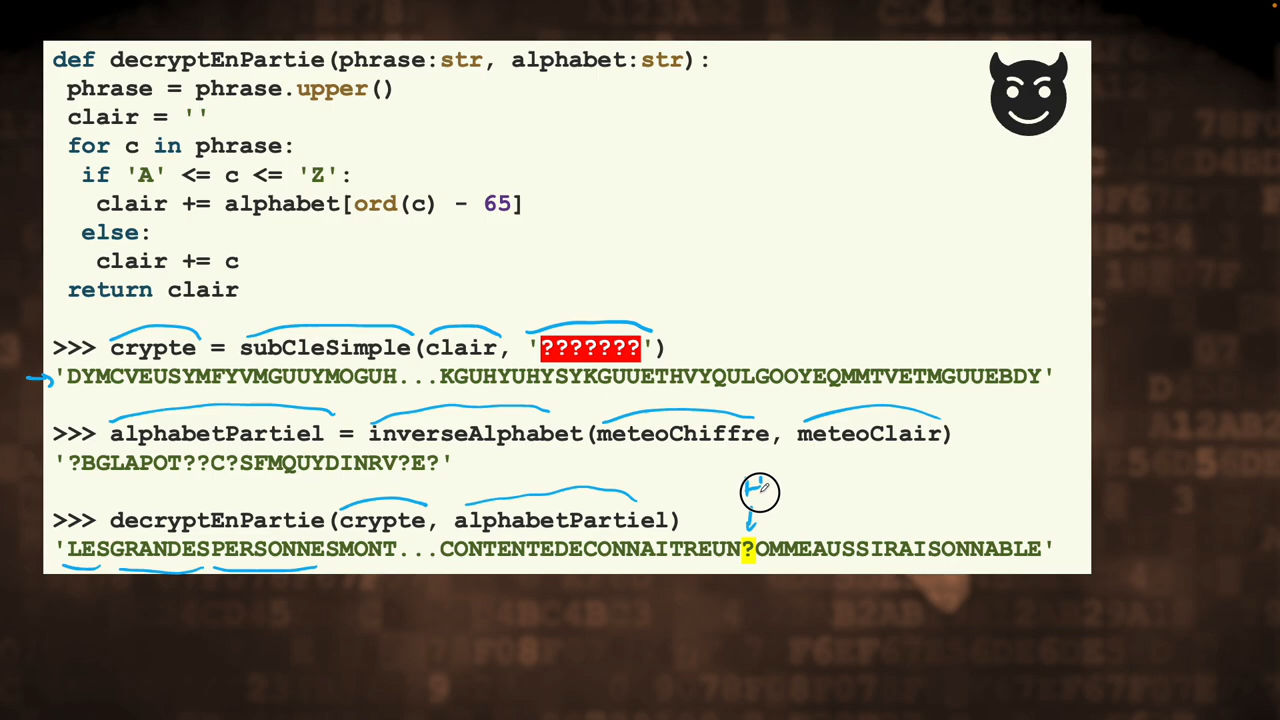 def decryptEnPartie(phrase:str, alphabet:str):
phrase = phrase.upper()
clair = ''
for c in phrase:
if 'A' <= c <= 'Z':
clair += alphabet[ord(c) - 65]
else:
clair += c
return clair
>>> crypte = subCleSimple(clair, '???????')
'DYMCVEUSYMFYVMGUUYMOGUH...KGUHYUHYSYKGUUETHVYQULGOOYEQMMTVETMGUUEBDY'
>>> alphabetPartiel = inverseAlphabet(meteoChiffre, meteoClair)
'?BGLAPOT??C?SFMQUYDINRV?E?'
>>> decryptEnPartie(crypte, alphabetPartiel)
'LESGRANDESPERSONNESMONT...CONTENTEDECONNAITREUN?OMMEAUSSIRAISONNABLE'